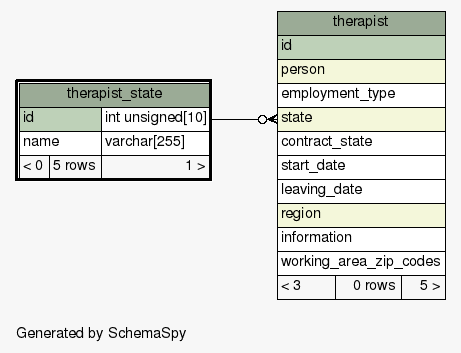 therapist_state
id int unsigned[10]
name varchar[255]
< 0 5 rows 1 >
therapist
id
person
employment_type
state
contract_state
start_date
leaving_date
region
information
working_area_zip_codes
< 3 0 rows 5 >
Generated by SchemaSpy